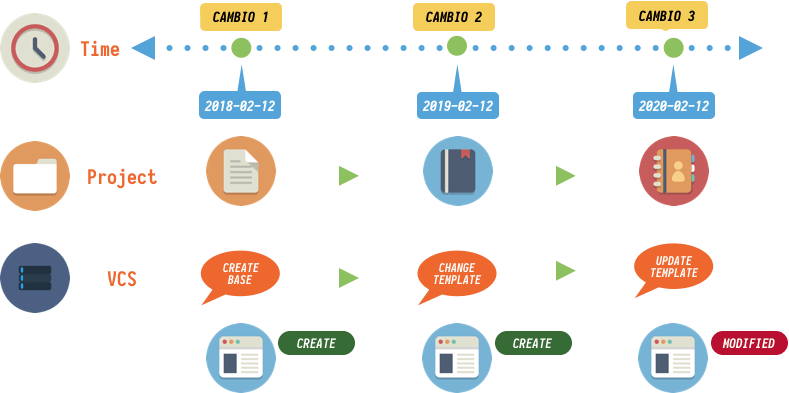 CAMBIO 1
CAMBIO 2
CAMBIO 3
Time
2018-02-12
2019-02-12
2020-02-12
Project
VCS
CREATE
BASE
CHANGE
TEMPLATE
UPDATE
TEMPLATE
CREATE
CREATE
MODIFIED